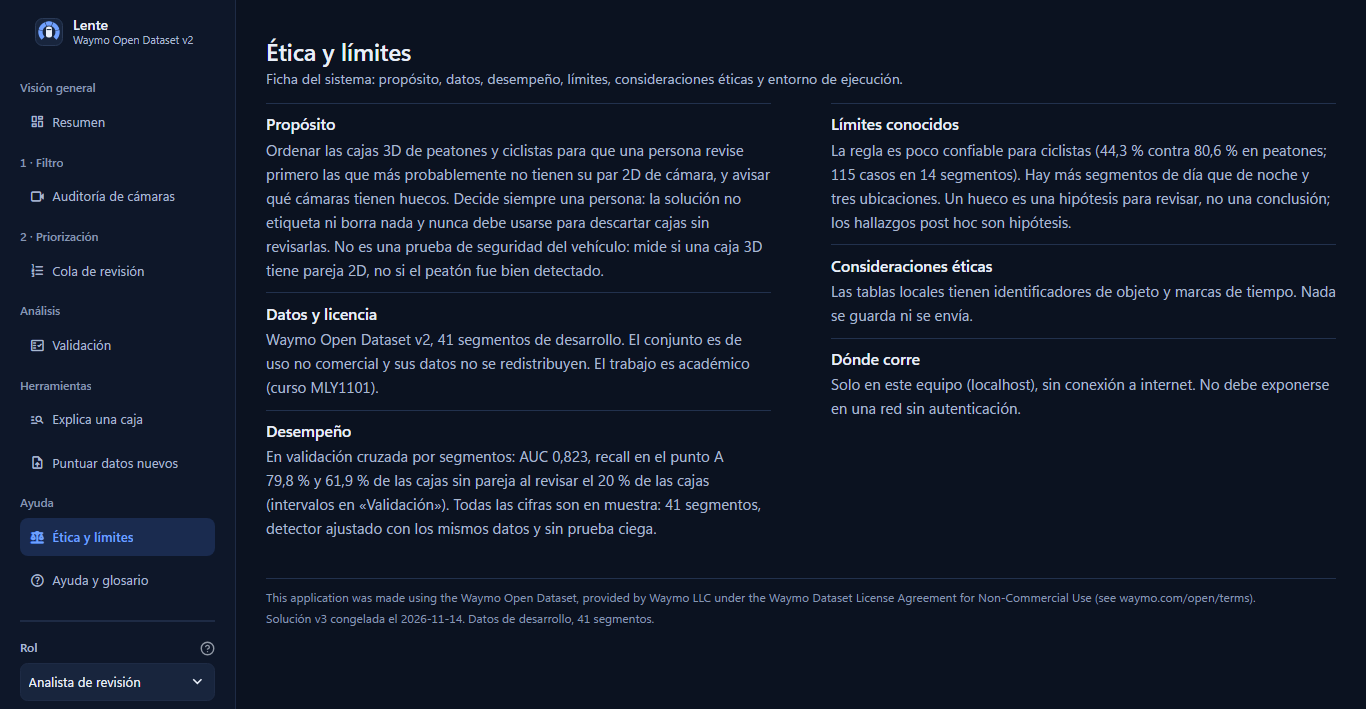 Lente
Waymo Open Dataset v2
Visión general
Resumen
1 · Filtro
Auditoría de cámaras
2 · Priorización
Cola de revisión
Análisis
Validación
Herramientas
Explica una caja
Puntuar datos nuevos
Ayuda
Ética y límites
Ayuda y glosario
Rol
Analista de revisión
Ética y límites
Ficha del sistema: propósito, datos, desempeño, límites, consideraciones éticas y entorno de ejecución.
Propósito
Ordenar las cajas 3D de peatones y ciclistas para que una persona revise
primero las que más probablemente no tienen su par 2D de cámara, y avisar
qué cámaras tienen huecos. Decide siempre una persona: la solución no
etiqueta ni borra nada y nunca debe usarse para descartar cajas sin
revisarlas. No es una prueba de seguridad del vehículo: mide si una caja 3D
tiene pareja 2D, no si el peatón fue bien detectado.
Datos y licencia
Waymo Open Dataset v2, 41 segmentos de desarrollo. El conjunto es de
uso no comercial y sus datos no se redistribuyen. El trabajo es académico
(curso MLY1101).
Desempeño
En validación cruzada por segmentos: AUC 0,823, recall en el punto A
79,8 % y 61,9 % de las cajas sin pareja al revisar el 20 % de las cajas
(intervalos en «Validación»). Todas las cifras son en muestra: 41 segmentos,
detector ajustado con los mismos datos y sin prueba ciega.
Límites conocidos
La regla es poco confiable para ciclistas (44,3 % contra 80,6 % en peatones;
115 casos en 14 segmentos). Hay más segmentos de día que de noche y
tres ubicaciones. Un hueco es una hipótesis para revisar, no una conclusión;
los hallazgos post hoc son hipótesis.
Consideraciones éticas
Las tablas locales tienen identificadores de objeto y marcas de tiempo. Nada
se guarda ni se envía.
Dónde corre
Solo en este equipo (localhost), sin conexión a internet. No debe exponerse
en una red sin autenticación.
This application was made using the Waymo Open Dataset, provided by Waymo LLC under the Waymo Dataset License Agreement for Non-Commercial Use (see waymo.com/open/terms).
Solución v3 congelada el 2026-11-14. Datos de desarrollo, 41 segmentos.